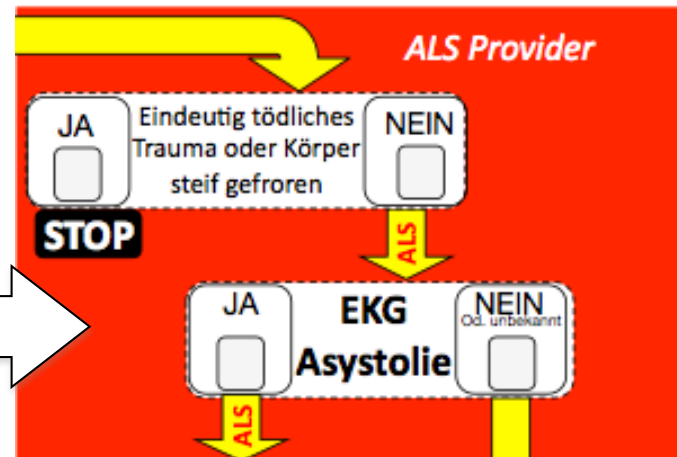 ALS Provider
JA
Eindeutig tödliches
Trauma oder Körper
steif gefroren
NEIN
STOP
ALS
JA
EKG
Asystolie
NEIN
Od. unbekannt
ALS